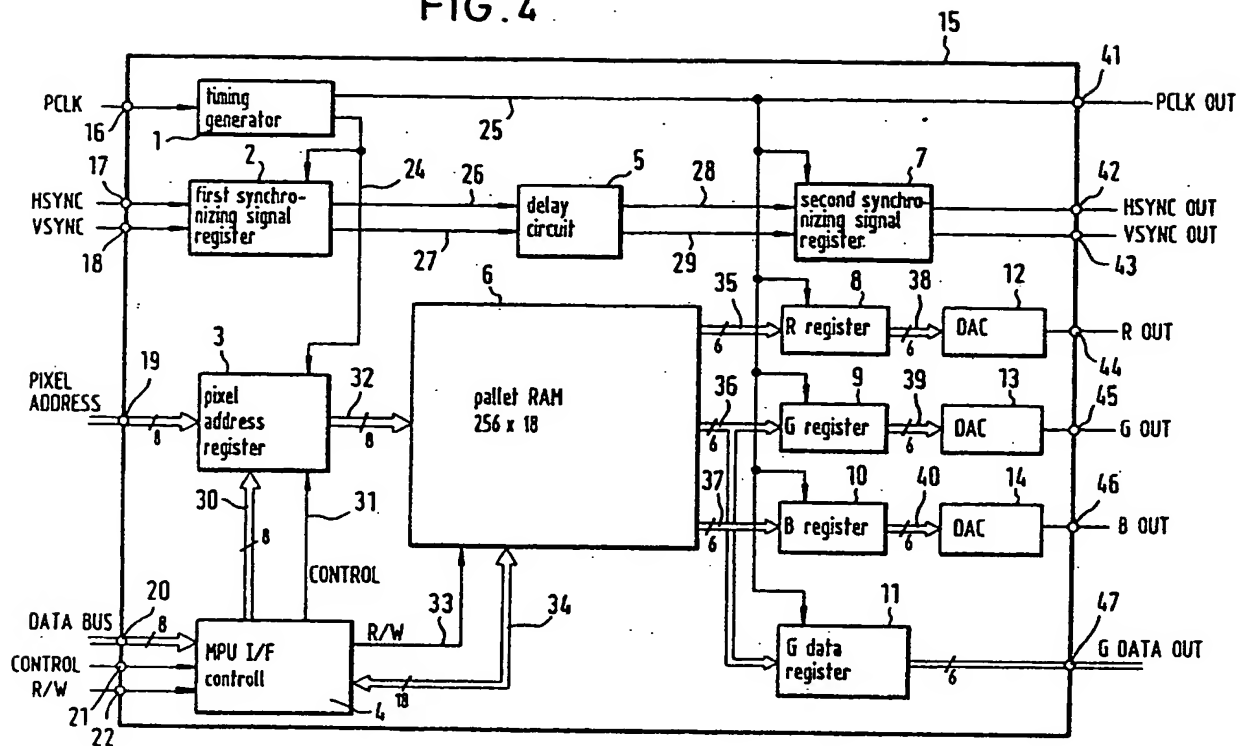 FIG. 4
15
41
PCLK
16
timing
generator
1
25
PCLK OUT
17
HSYNC
VSYNC
18
2
first synchro-
nizing signal
register
24
26
27
5
delay
circuit
28
29
7
second synchro-
nizing signal
register.
42
HSYNC OUT
VSYNC OUT
43
6
pallet RAM
256 x 18
35
6
8
R register
38
6
12
DAC
R OUT
44
PIXEL
ADDRESS
19
8
3
pixel
address
register
32
8
36
6
9
G register
39
6
13
DAC
45
G OUT
30
8
31
CONTROL
37
6
10
B register
40
6
14
DAC
46
B OUT
DATA BUS
20
8
CONTROL
R/W
21
22
MPU I/F
controll
4
R/W
33
34
18
11
G data
register
6
47
G DATA OUT